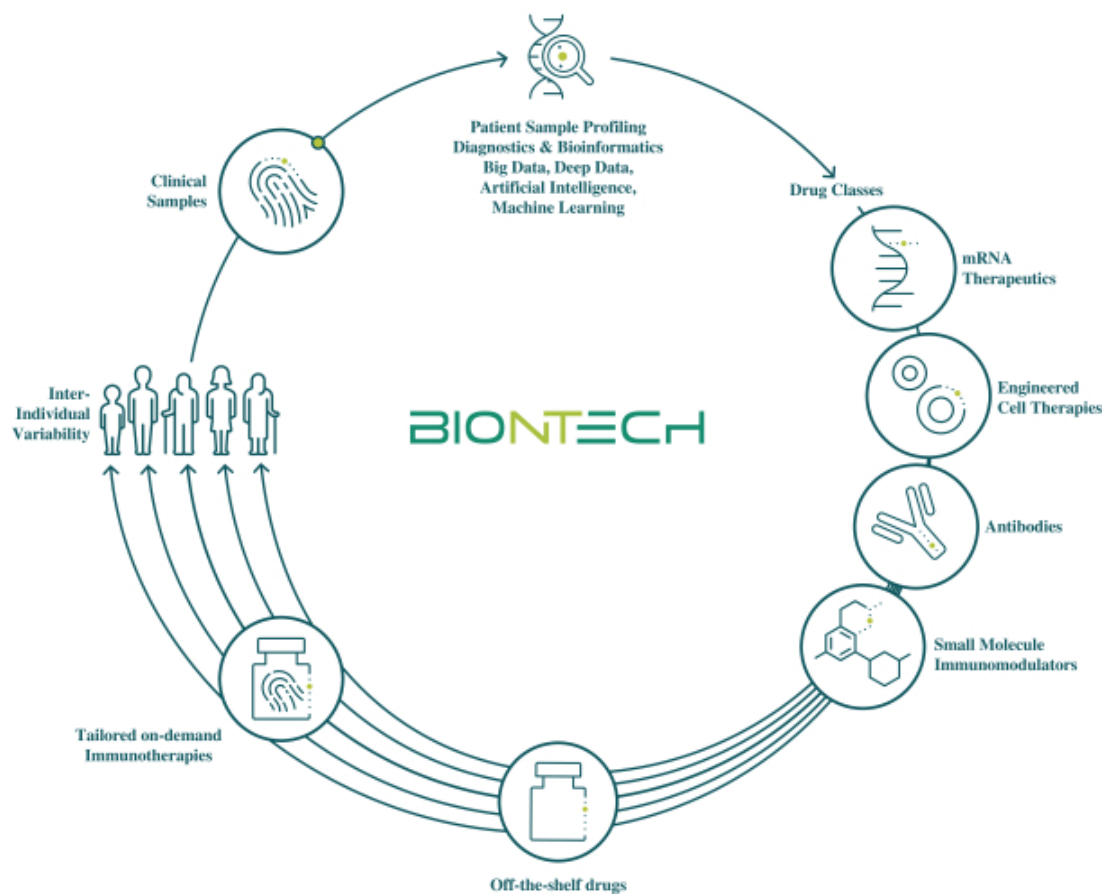 Patient Sample Profiling
Diagnostics & Bioinformatics
Big Data, Deep Data,
Artificial Intelligence,
Machine Learning
Clinical
Samples
Drug Classes
mRNA
Therapeutics
Inter-
Individual
Variability
Engineered
Cell Therapies
BIONTECH
Antibodies
Small Molecule
Immunomodulators
Tailored on-demand
Immunotherapies
Off-the-shelf drugs